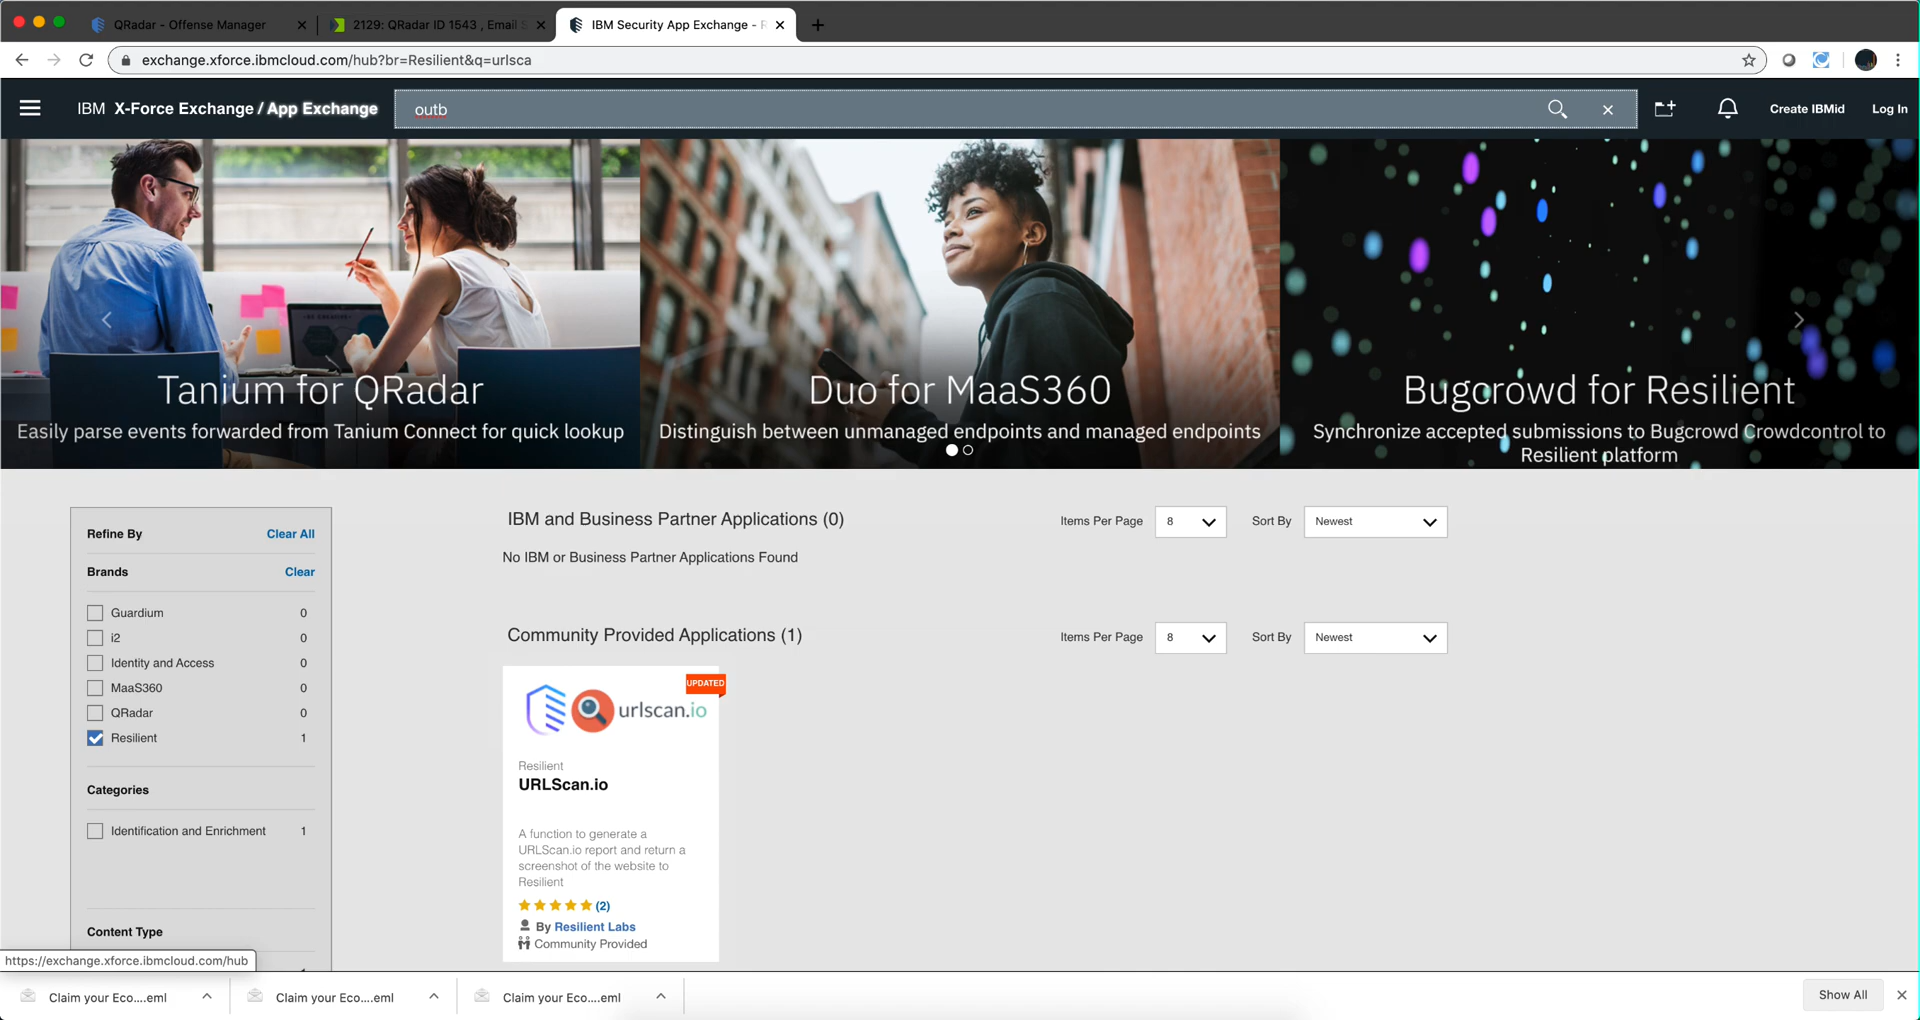 QRadar - Offense Manager
2129: QRadar ID 1543 , Email S
IBM Security App Exchange - R
exchange.xforce.ibmcloud.com/hub?br=Resilient&q=urlsca
IBM X-Force Exchange / App Exchange
outb
Create IBMid
Log In
Tanium for QRadar
Easily parse events forwarded from Tanium Connect for quick lookup
Duo for MaaS360
Distinguish between unmanaged endpoints and managed endpoints
Bugcrowd for Resilient
Synchronize accepted submissions to Bugcrowd Crowdcontrol to
Resilient platform
Refine By Clear All
Brands Clear
Guardium 0
i2 0
Identity and Access 0
MaaS360 0
QRadar 0
Resilient 1
Categories
Identification and Enrichment 1
Content Type
IBM and Business Partner Applications (0)
Items Per Page 8 Sort By Newest
No IBM or Business Partner Applications Found
Community Provided Applications (1)
Items Per Page 8 Sort By Newest
UPDATED
urlscan.io
Resilient
URLScan.io
A function to generate a
URLScan.io report and return a
screenshot of the website to
Resilient
(2)
By Resilient Labs
Community Provided
https://exchange.xforce.ibmcloud.com/hub
Claim your Eco....eml
Claim your Eco....eml
Claim your Eco....eml
Show All